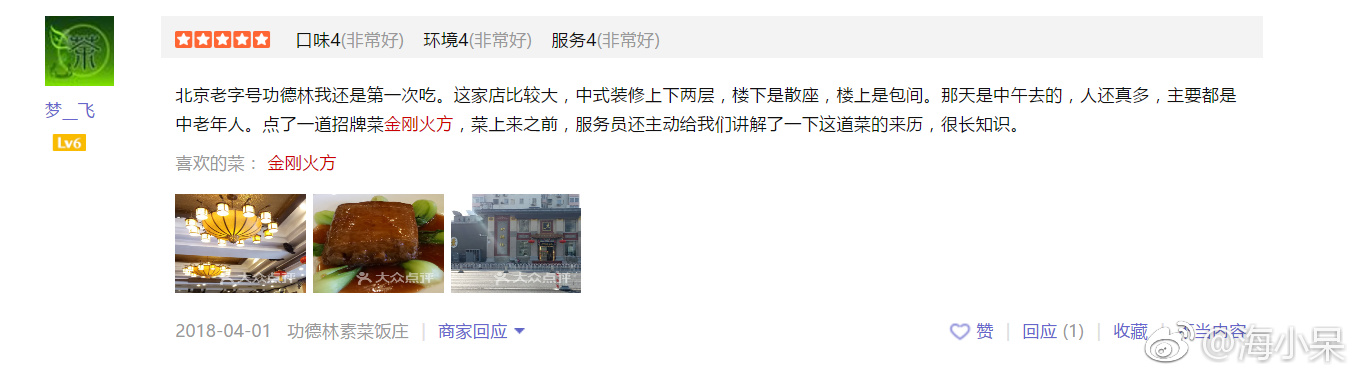 口味4(非常好) 环境4(非常好) 服务4(非常好)
北京老字号功德林我还是第一次吃。这家店比较大，中式装修上下两层，楼下是散座，楼上是包间。那天是中午去的，人还真多，主要都是
中老年人。点了一道招牌菜金刚火方，菜上来之前，服务员还主动给我们讲解了一下这道菜的来历，很长知识。
茶
梦__飞
Lv6
喜欢的菜： 金刚火方
大众点评 大众点评 大众点评
2018-04-01 功德林素菜饭庄 | 商家回应
赞 | 回应 (1) | 收藏 当内容
@海小呆